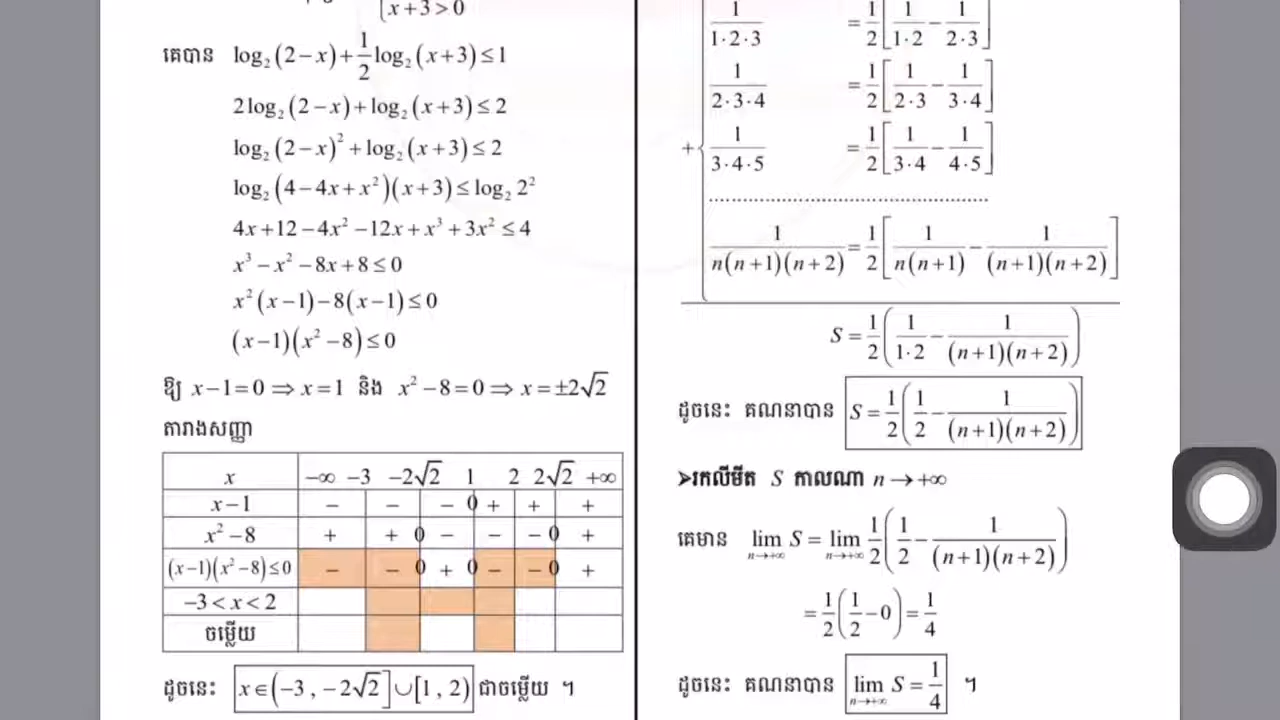 x+3>0
គេបាន log₂(2−x)+1/2 log₂(x+3)≤1
2log₂(2−x)+log₂(x+3)≤2
log₂(2−x)²+log₂(x+3)≤2
log₂(4−4x+x²)(x+3)≤log₂2²
4x+12−4x²−12x+x³+3x²≤4
x³−x²−8x+8≤0
x²(x−1)−8(x−1)≤0
(x−1)(x²−8)≤0
ឱ្យ x−1=0⇒x=1 និង x²−8=0⇒x=±2√2
តារាងសញ្ញា
x −∞ −3 −2√2 1 2 2√2 +∞
x−1 − − − 0 + + +
x²−8 + + 0 − − − 0 +
(x−1)(x²−8)≤0 − − 0 + 0 − − 0 +
−3<x<2
ចម្លើយ
ដូចនេះ x∈(−3, −2√2]∪[1, 2) ជាចម្លើយ ។
1/(1·2·3) = 1/2[1/(1·2) − 1/(2·3)]
1/(2·3·4) = 1/2[1/(2·3) − 1/(3·4)]
+ 1/(3·4·5) = 1/2[1/(3·4) − 1/(4·5)]
........................................
1/(n(n+1)(n+2)) = 1/2[1/(n(n+1)) − 1/((n+1)(n+2))]
S = 1/2(1/(1·2) − 1/((n+1)(n+2)))
ដូចនេះ គណនាបាន S = 1/2(1/2 − 1/((n+1)(n+2)))
➢រកលីមីត S កាលណា n→+∞
គេមាន lim n→+∞ S = lim n→+∞ 1/2(1/2 − 1/((n+1)(n+2)))
= 1/2(1/2−0) = 1/4
ដូចនេះ គណនាបាន lim n→+∞ S = 1/4 ។